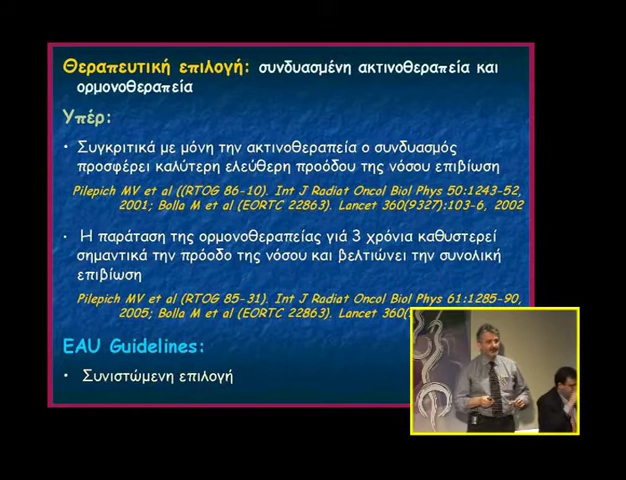 Θεραπευτική επιλογή: συνδυασμένη ακτινοθεραπεία και
ορμονοθεραπεία
Υπέρ:
• Συγκριτικά με μόνη την ακτινοθεραπεία ο συνδυασμός
προσφέρει καλύτερη ελεύθερη προόδου της νόσου επιβίωση
Pilepich MV et al ((RTOG 86-10). Int J Radiat Oncol Biol Phys 50:1243-52,
2001; Bolla M et al (EORTC 22863). Lancet 360(9327):103-6, 2002
• Η παράταση της ορμονοθεραπείας γιά 3 χρόνια καθυστερεί
σημαντικά την πρόοδο της νόσου και βελτιώνει την συνολική
επιβίωση
Pilepich MV et al (RTOG 85-31). Int J Radiat Oncol Biol Phys 61:1285-90,
2005; Bolla M et al (EORTC 22863). Lancet 360(
EAU Guidelines:
• Συνιστώμενη επιλογή